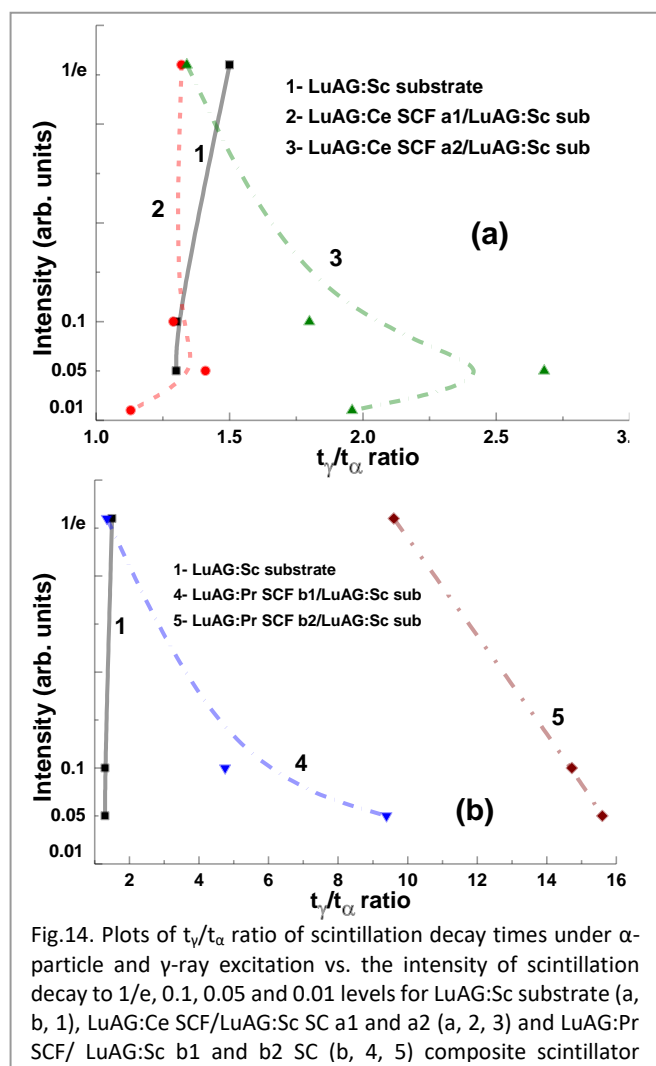 1/e
1- LuAG:Sc substrate
2- LuAG:Ce SCF a1/LuAG:Sc sub
3- LuAG:Ce SCF a2/LuAG:Sc sub
1
2
3
(a)
Intensity (arb. units)
0.1
0.05
0.01
1.0 1.5 2.0 2.5 3.
tγ/tα ratio
1/e
1- LuAG:Sc substrate
4- LuAG:Pr SCF b1/LuAG:Sc sub
5- LuAG:Pr SCF b2/LuAG:Sc sub
1
4
5
(b)
Intensity (arb. units)
0.1
0.05
0.01
2 4 6 8 10 12 14 16
tγ/tα ratio
Fig.14. Plots of tγ/tα ratio of scintillation decay times under α-
particle and γ-ray excitation vs. the intensity of scintillation
decay to 1/e, 0.1, 0.05 and 0.01 levels for LuAG:Sc substrate (a,
b, 1), LuAG:Ce SCF/LuAG:Sc SC a1 and a2 (a, 2, 3) and LuAG:Pr
SCF/ LuAG:Sc b1 and b2 SC (b, 4, 5) composite scintillator